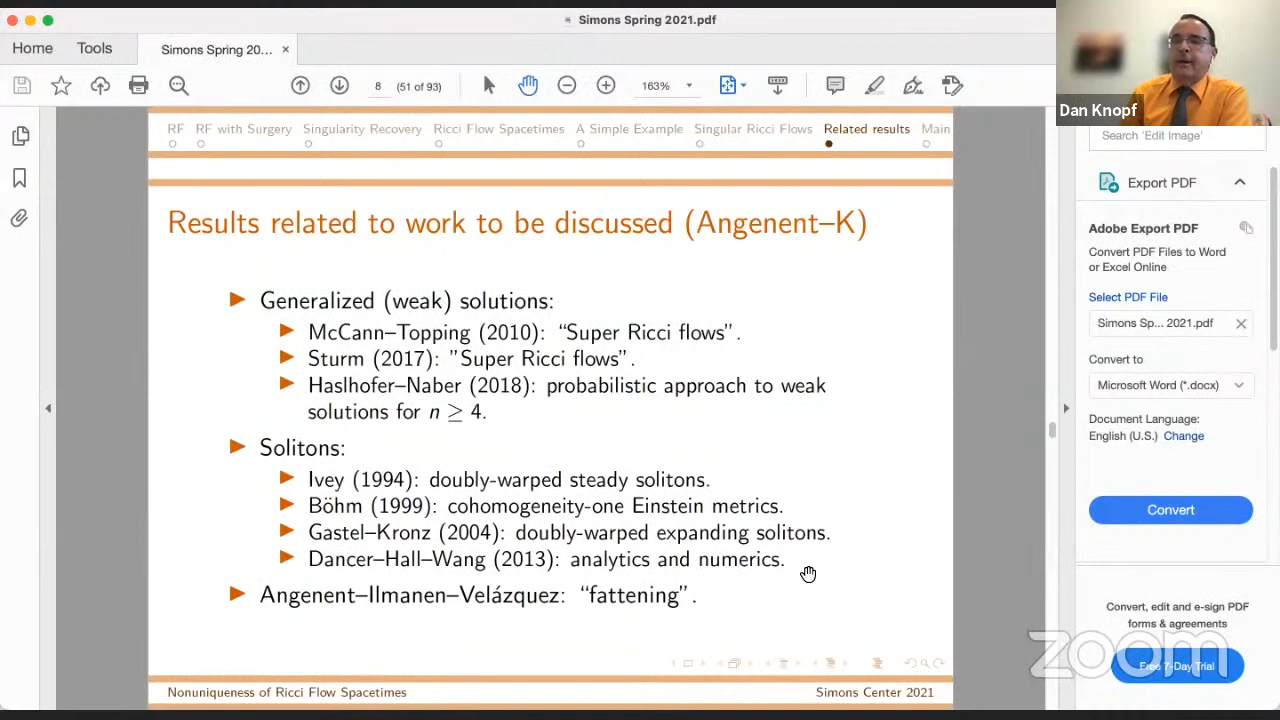 Simons Spring 2021.pdf
Home
Tools
Simons Spring 20... ×
8 (51 of 93)
163%
Dan Knopf
RF RF with Surgery Singularity Recovery Ricci Flow Spacetimes A Simple Example Singular Ricci Flows Related results Main
Results related to work to be discussed (Angenent–K)
Generalized (weak) solutions:
McCann–Topping (2010): “Super Ricci flows”.
Sturm (2017): ”Super Ricci flows”.
Haslhofer–Naber (2018): probabilistic approach to weak
solutions for n ≥ 4.
Solitons:
Ivey (1994): doubly-warped steady solitons.
Böhm (1999): cohomogeneity-one Einstein metrics.
Gastel–Kronz (2004): doubly-warped expanding solitons.
Dancer–Hall–Wang (2013): analytics and numerics.
Angenent–Ilmanen–Velázquez: “fattening”.
Nonuniqueness of Ricci Flow Spacetimes
Simons Center 2021
Search 'Edit Image'
Export PDF
Adobe Export PDF
Convert PDF Files to Word
or Excel Online
Select PDF File
Simons Sp... 2021.pdf
Convert to
Microsoft Word (*.docx)
Document Language:
English (U.S.) Change
Convert
Convert, edit and e-sign PDF
forms & agreements
Free 7-Day Trial
zoom